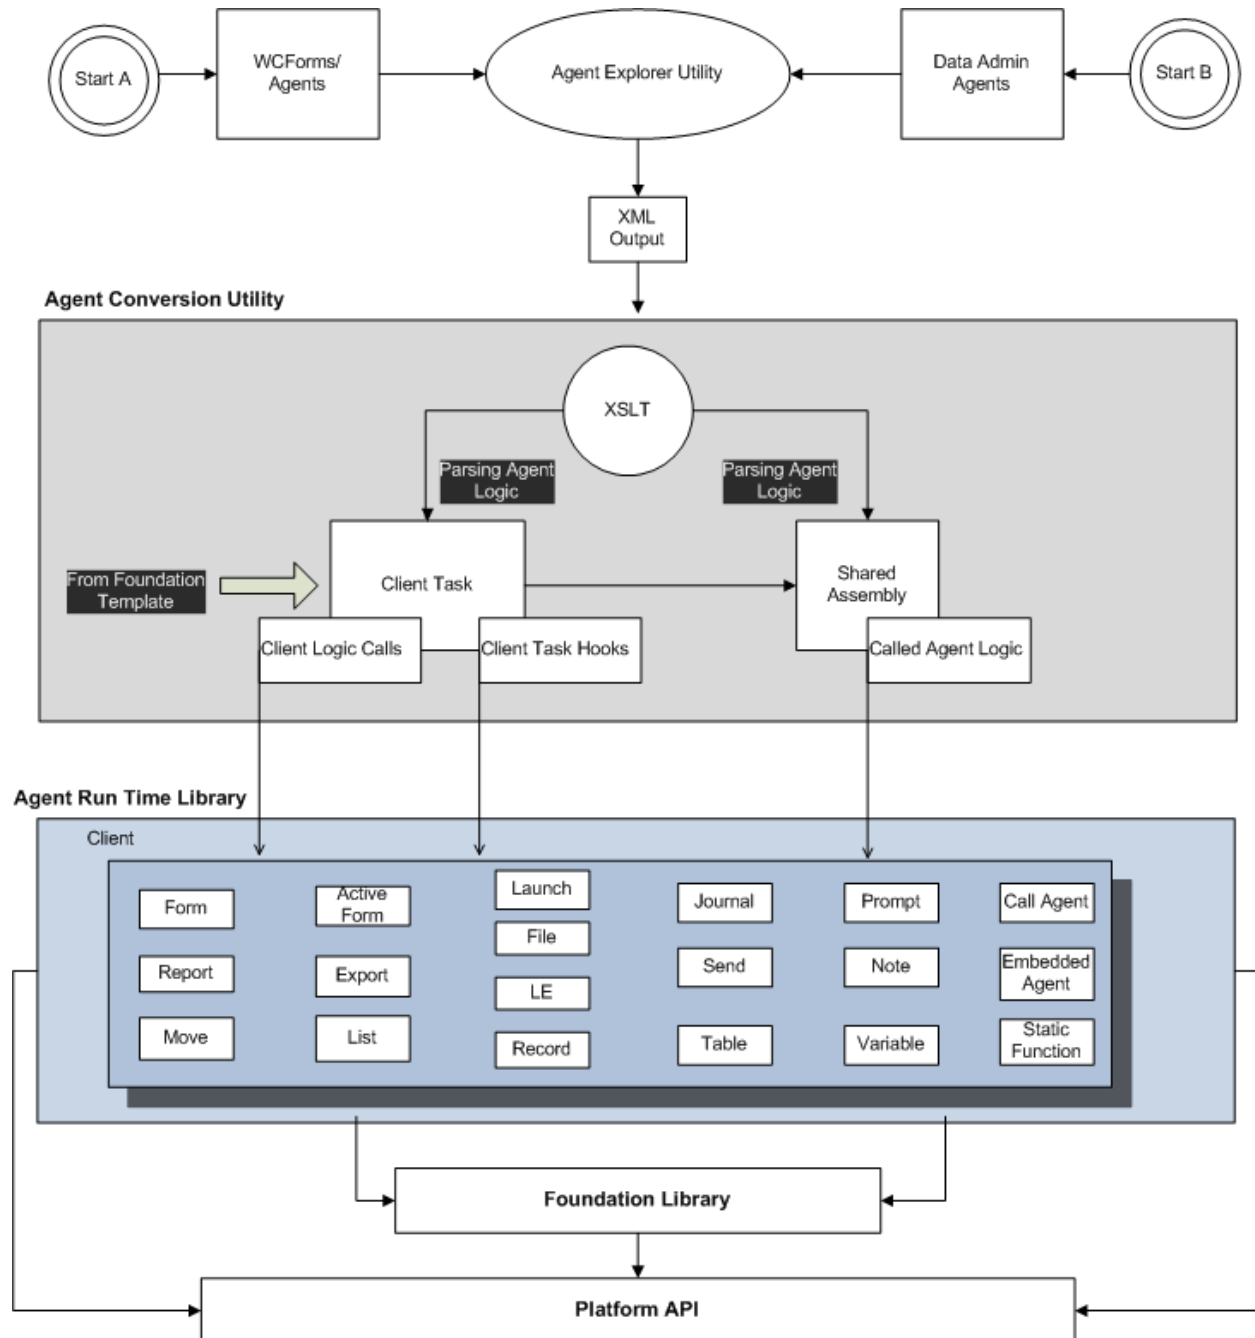 Start A
WCForms/
Agents
Agent Explorer Utility
Data Admin
Agents
Start B
XML
Output
Agent Conversion Utility
XSLT
Parsing Agent
Logic
Parsing Agent
Logic
From Foundation
Template
Client Task
Shared
Assembly
Client Logic Calls
Client Task Hooks
Called Agent Logic
Agent Run Time Library
Client
Form
Active
Form
Launch
Journal
Prompt
Call Agent
File
Report
Export
Send
Note
Embedded
Agent
LE
Move
List
Record
Table
Variable
Static
Function
Foundation Library
Platform API